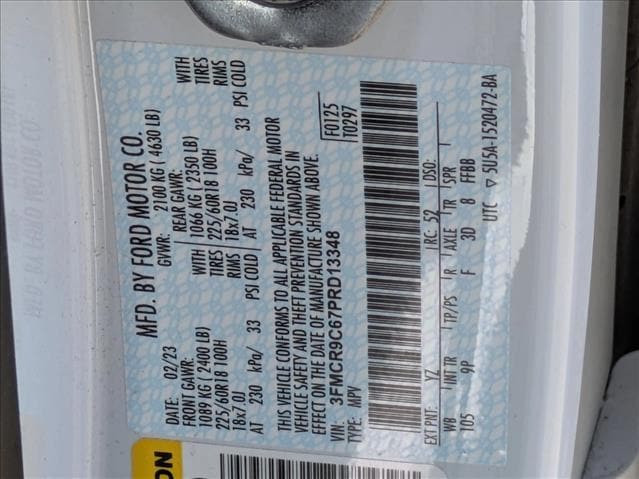 MFD. BY FORD MOTOR CO.
DATE: 02/23 GVWR: 2100 KG ( 4630 LB)
FRONT GAWR: REAR GAWR:
1089 KG ( 2400 LB) 1066 KG ( 2350 LB) WITH
225/60R18 100H TIRES 225/60R18 100H TIRES
18x7.0J RIMS 18x7.0J RIMS
AT 230 kPa/ 33 PSI COLD AT 230 kPa/ 33 PSI COLD
THIS VEHICLE CONFORMS TO ALL APPLICABLE FEDERAL MOTOR
VEHICLE SAFETY AND THEFT PREVENTION STANDARDS IN
EFFECT ON THE DATE OF MANUFACTURE SHOWN ABOVE.
VIN: 3FMCR9C67PRD13348 F0125
TYPE: MPV T0297
EXT PNT: YZ RC: 52 DSO:
WB INT TR TP/PS R AXLE TR SPR
105 9P F 3D 8 FFBB
UTC ▽ 5U5A-1520472-BA
ON